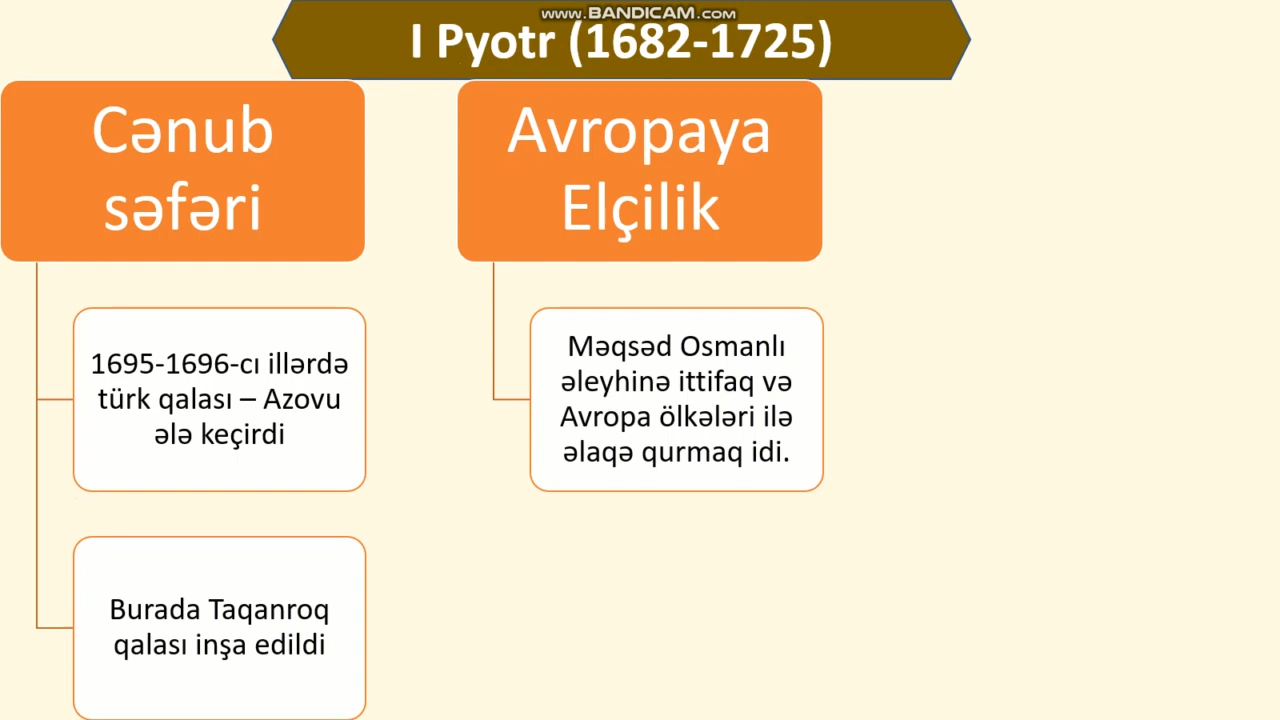 www.BANDICAM.com
I Pyotr (1682-1725)
Cənub
səfəri
1695-1696-cı illərdə
türk qalası – Azovu
ələ keçirdi
Burada Taqanroq
qalası inşa edildi
Avropaya
Elçilik
Məqsəd Osmanlı
əleyhinə ittifaq və
Avropa ölkələri ilə
əlaqə qurmaq idi.